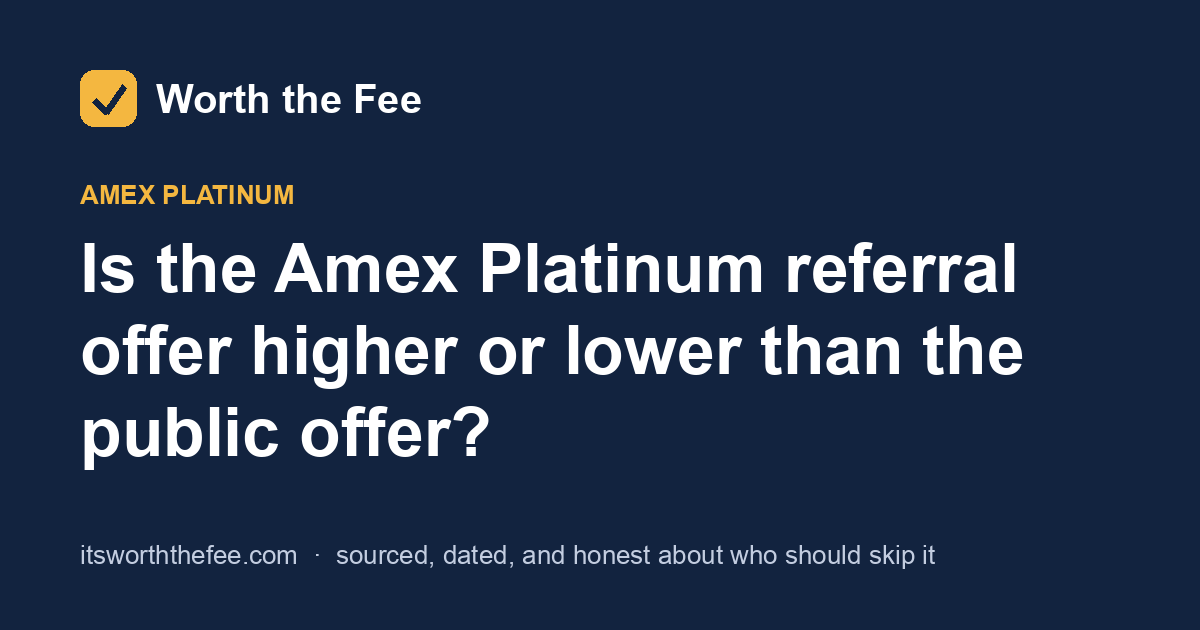 Worth the Fee
AMEX PLATINUM
Is the Amex Platinum referral
offer higher or lower than the
public offer?
itsworththefee.com · sourced, dated, and honest about who should skip it